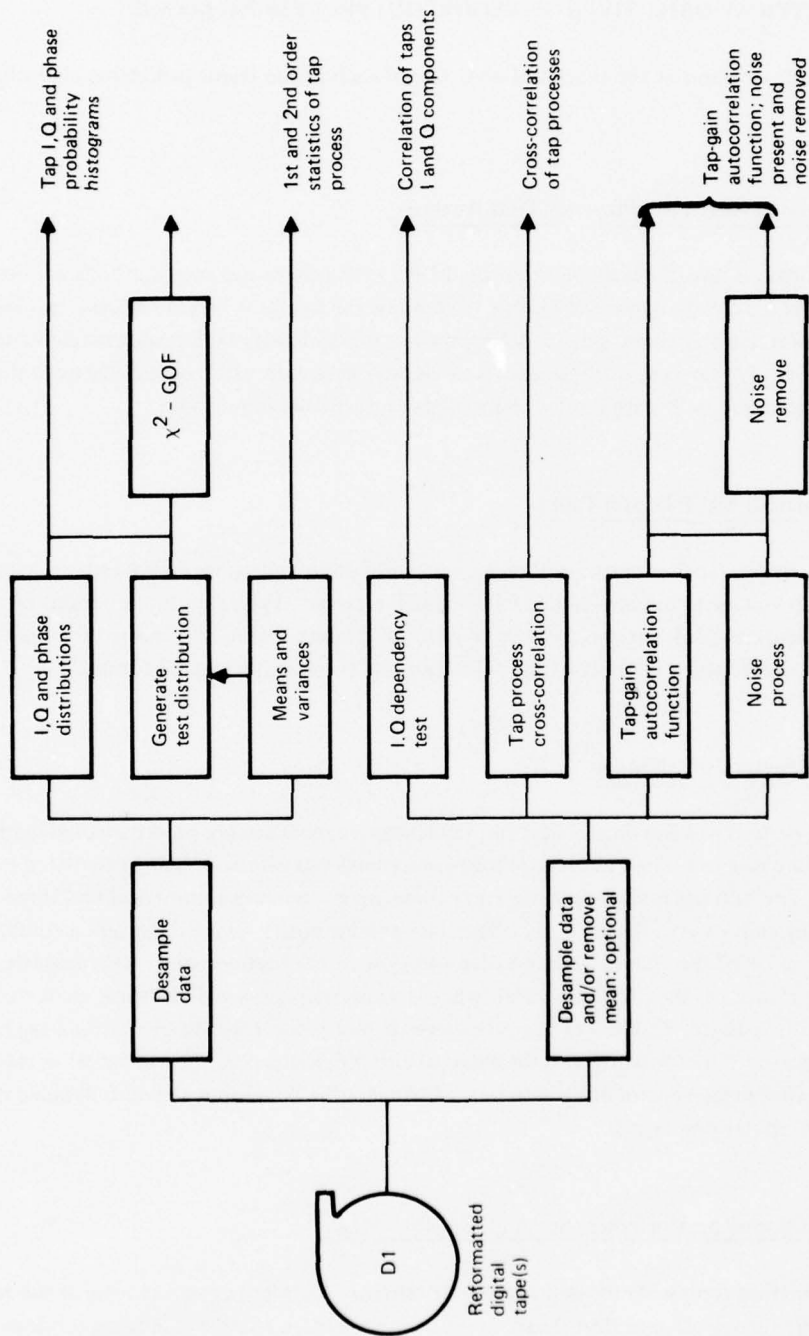 D1
Reformatted
digital
tape(s)
Desample
data
Desample data
and/or remove
mean: optional
I,Q and phase
distributions
Generate
test distribution
Means and
variances
I.Q dependency
test
Tap process
cross-correlation
Tap-gain
autocorrelation
function
Noise
process
χ² - GOF
Noise
remove
Tap I,Q and phase
probability
histograms
1st and 2nd order
statistics of tap
process
Correlation of taps
I and Q components
Cross-correlation
of tap processes
Tap-gain
autocorrelation
function; noise
present and
noise removed